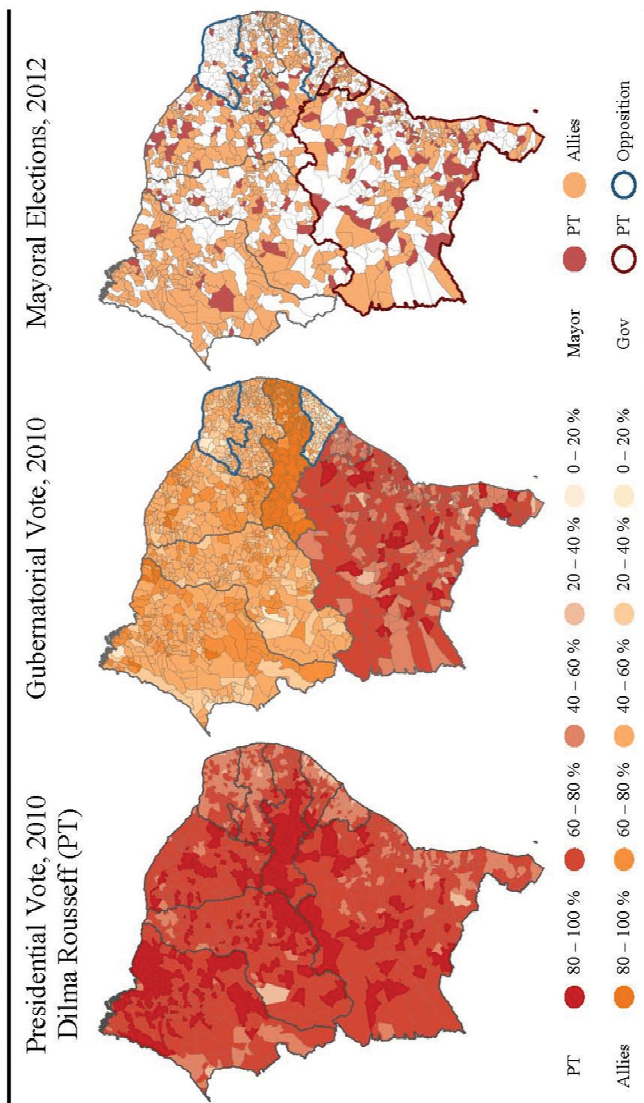 Presidential Vote, 2010
Dilma Rousseff (PT)
Gubernatorial Vote, 2010
Mayoral Elections, 2012
PT 80 – 100 % 60 – 80 % 40 – 60 % 20 – 40 % 0 – 20 % Mayor PT Allies
Allies 80 – 100 % 60 – 80 % 40 – 60 % 20 – 40 % 0 – 20 % Gov PT Opposition